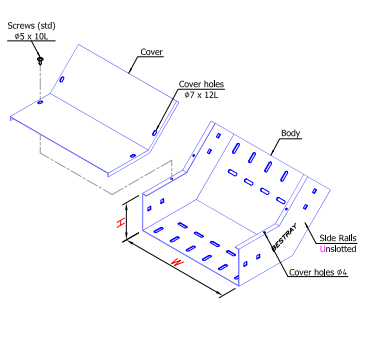 Screws (std)
ø5 x 10L
Cover
Cover holes
ø7 x 12L
Body
H
W
BESTRAY
Side Rails
Unslotted
Cover holes ø4